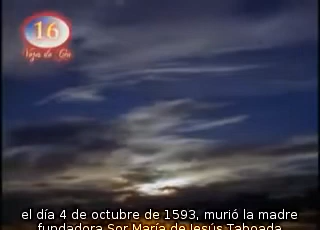 16
el día 4 de octubre de 1593, murió la madre
fundadora Sor María de Jesús Taboada